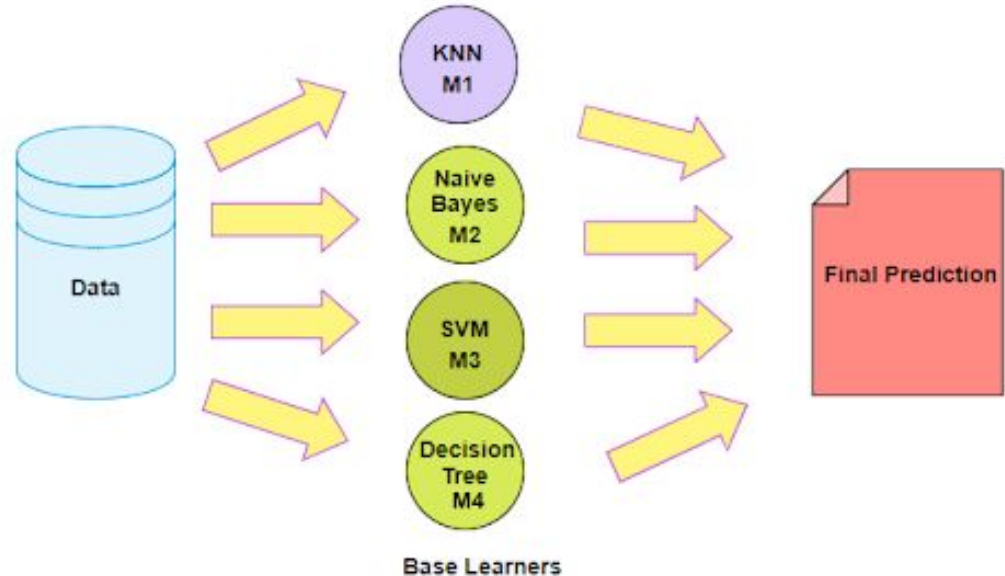 KNN
M1
Naive
Bayes
M2
Data
Final Prediction
SVM
M3
Decision
Tree
M4
Base Learners